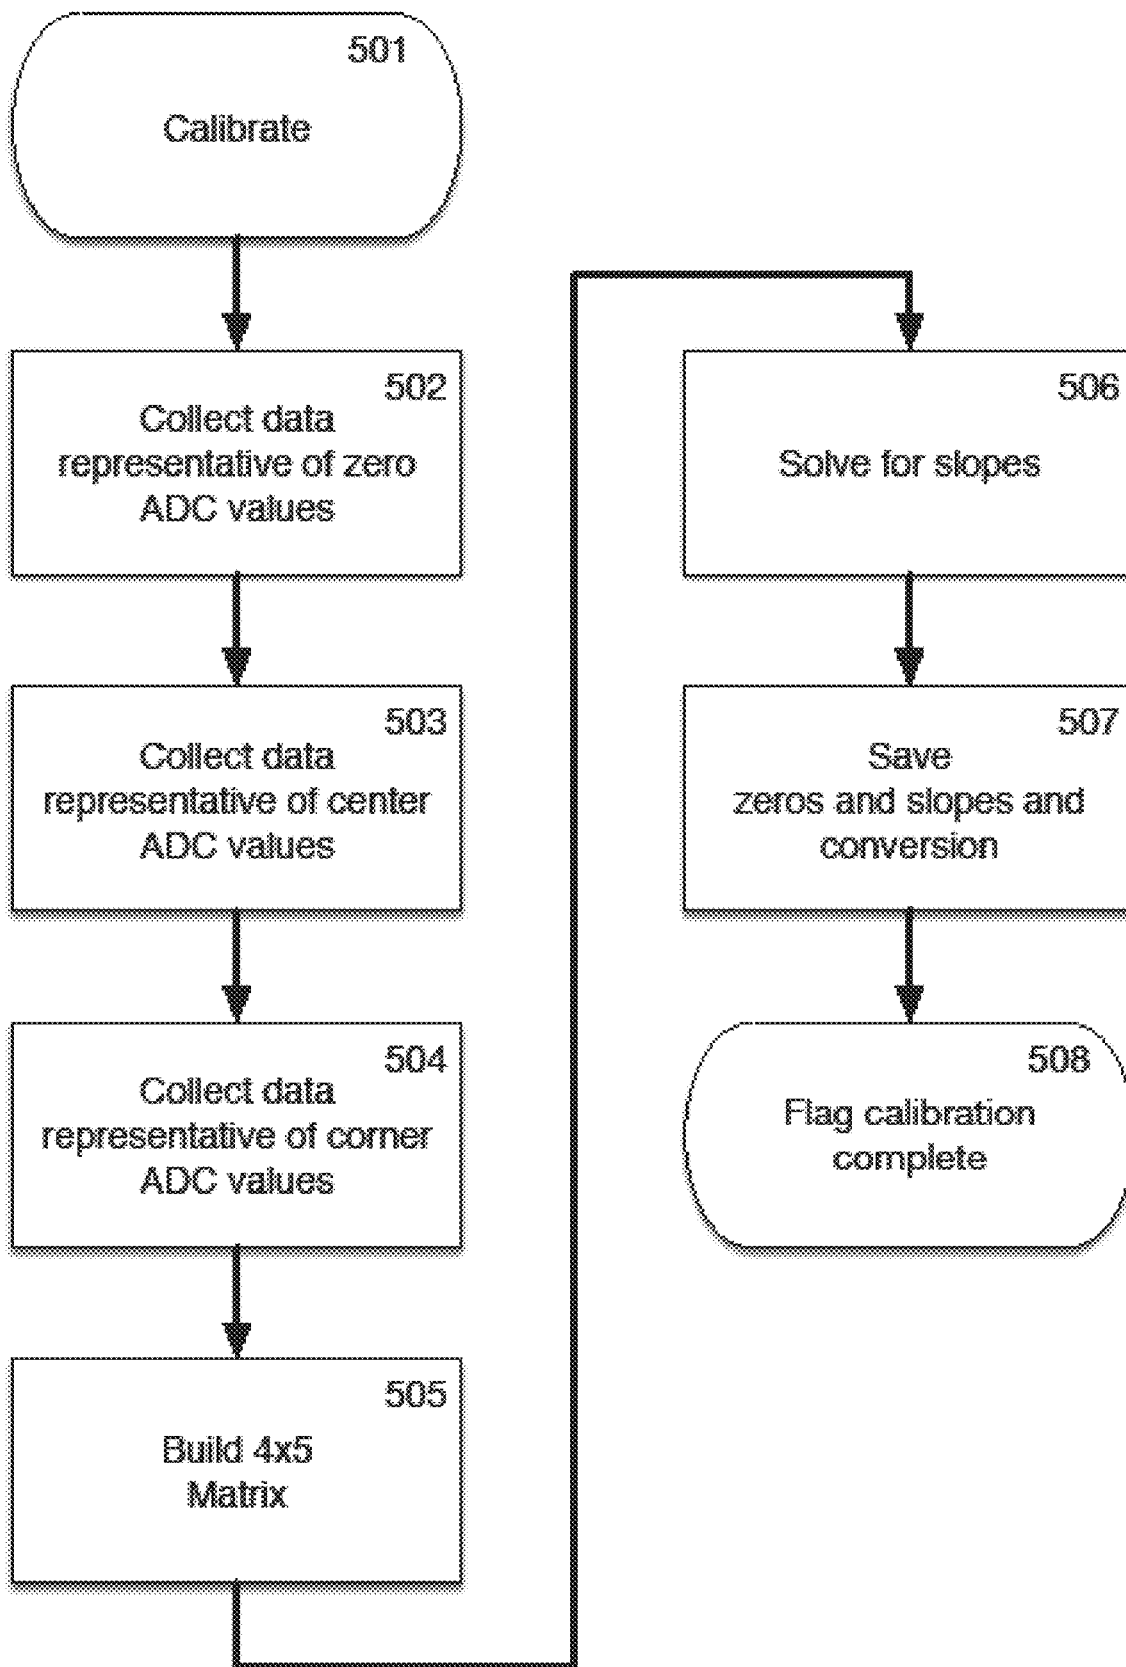 501
Calibrate
502
Collect data
representative of zero
ADC values
503
Collect data
representative of center
ADC values
504
Collect data
representative of corner
ADC values
505
Build 4x5
Matrix
506
Solve for slopes
507
Save
zeros and slopes and
conversion
508
Flag calibration
complete